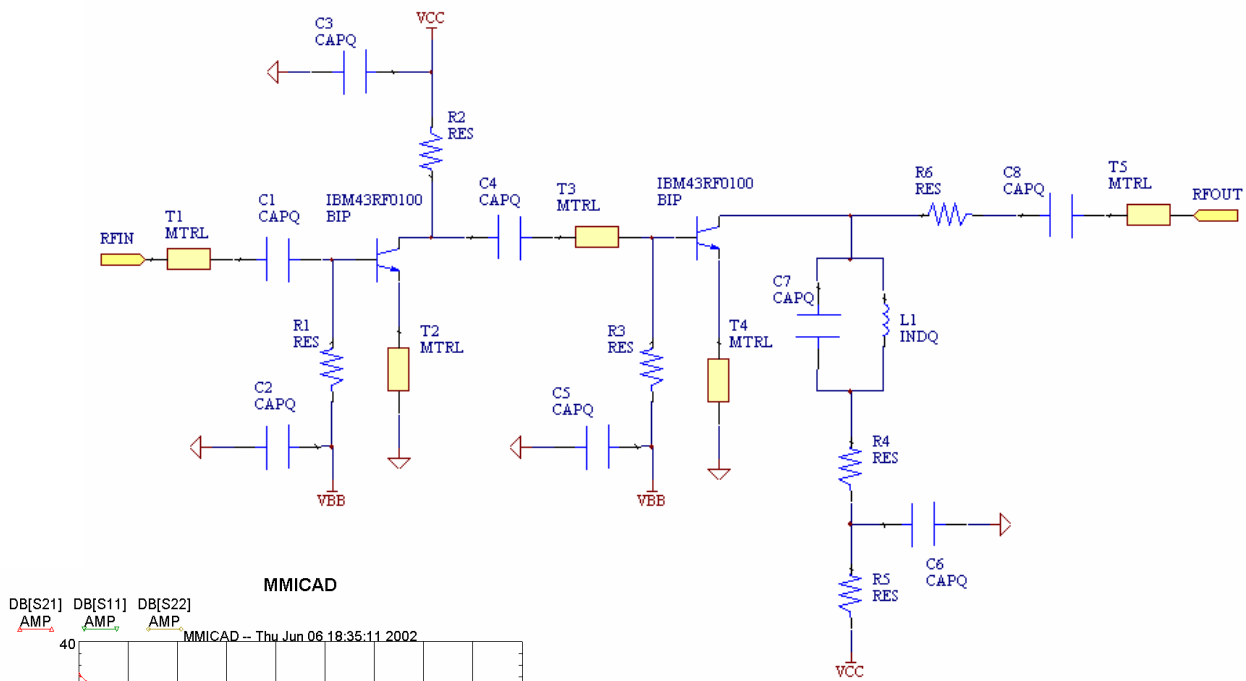 C3
CAPQ
VCC
R2
RES
C4
CAPQ
T3
MTRL
IBM43RF0100
BIP
R6
RES
C8
CAPQ
T5
MTRL
RFOUT
RFIN
T1
MTRL
C1
CAPQ
IBM43RF0100
BIP
C7
CAPQ
L1
INDQ
R1
RES
T2
MTRL
R3
RES
T4
MTRL
C2
CAPQ
C5
CAPQ
R4
RES
VBB
VBB
C6
CAPQ
R5
RES
VCC
MMICAD
DB[S21] DB[S11] DB[S22]
AMP AMP AMP
MMICAD -- Thu Jun 06 18:35:11 2002
40